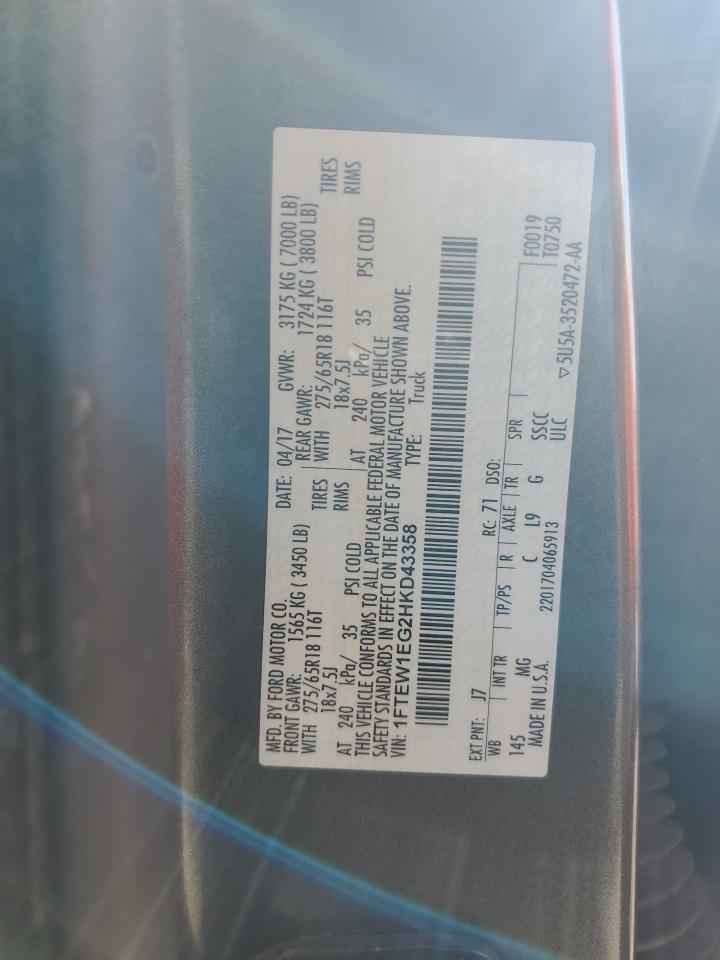 MFD. BY FORD MOTOR CO. DATE: 04/17 GVWR: 3175 KG ( 7000 LB)
FRONT GAWR: 1565 KG ( 3450 LB) REAR GAWR: 1724 KG ( 3800 LB)
WITH 275/65R18 116T TIRES WITH 275/65R18 116T TIRES
18x7.5J RIMS 18x7.5J RIMS
AT 240 kPa/ 35 PSI COLD AT 240 kPa/ 35 PSI COLD
THIS VEHICLE CONFORMS TO ALL APPLICABLE FEDERAL MOTOR VEHICLE
SAFETY STANDARDS IN EFFECT ON THE DATE OF MANUFACTURE SHOWN ABOVE.
VIN: 1FTEW1EG2HKD43358 TYPE: Truck
EXT PNT: J7 RC: 71 DSO: F0019
WB INT TR TP/PS R AXLE TR SPR T0750
145 MG C L9 G SSCC
MADE IN U.S.A. 2201704065913 ULC ▽5U5A-3520472-AA